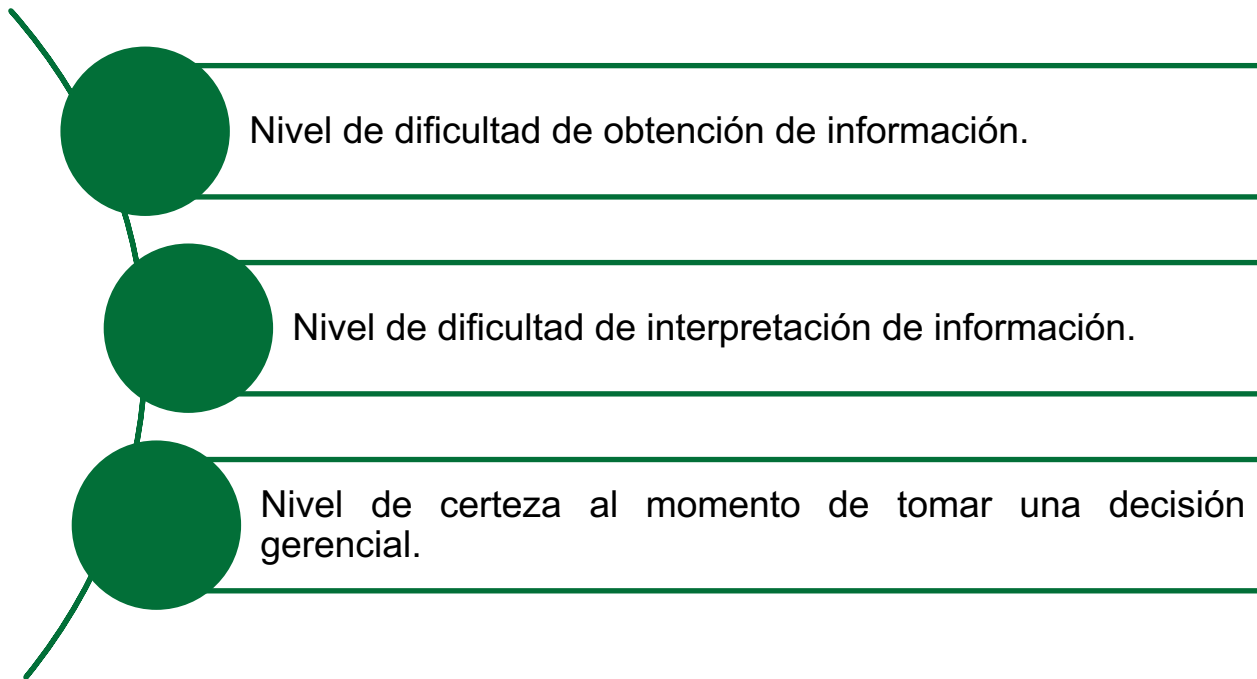 Nivel de dificultad de obtención de información.
Nivel de dificultad de interpretación de información.
Nivel de certeza al momento de tomar una decisión
gerencial.